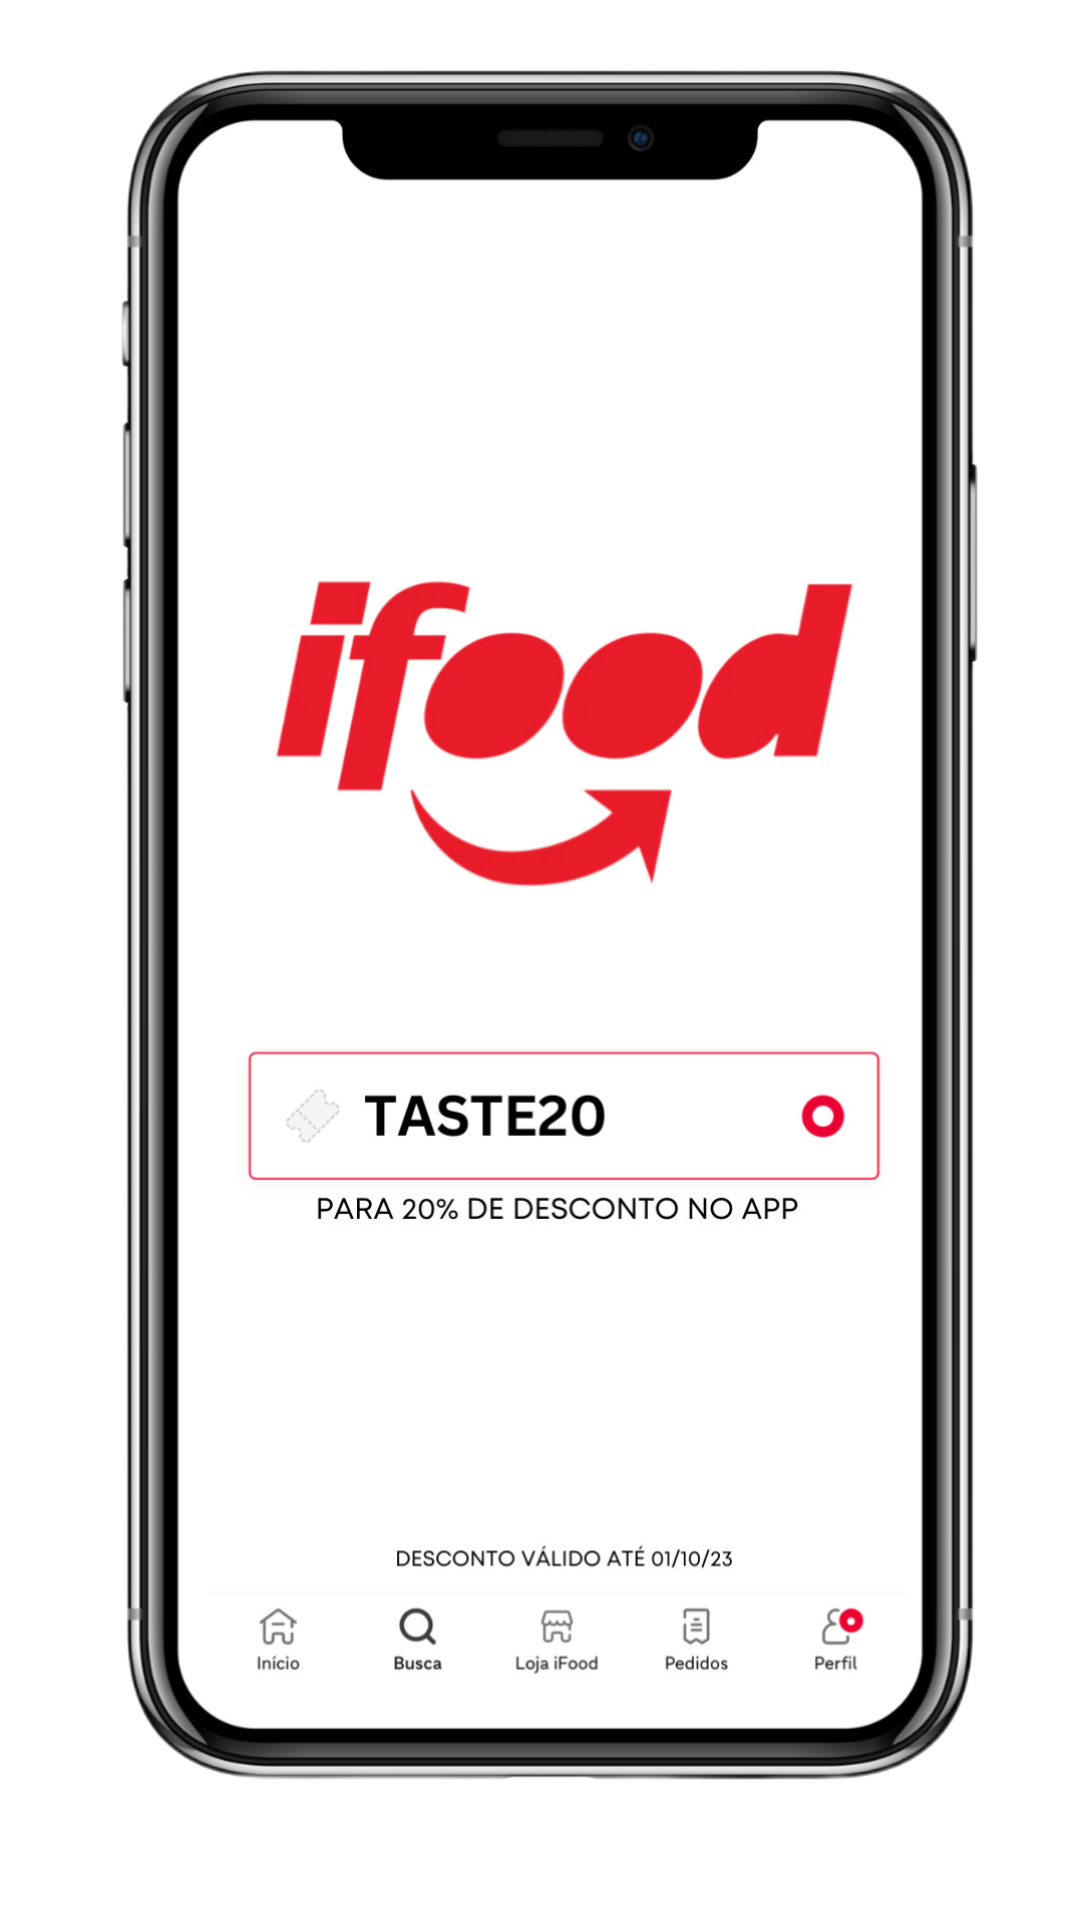 ifood
TASTE20
PARA 20% DE DESCONTO NO APP
DESCONTO VÁLIDO ATÉ 01/10/23
Início Busca Loja iFood Pedidos Perfil